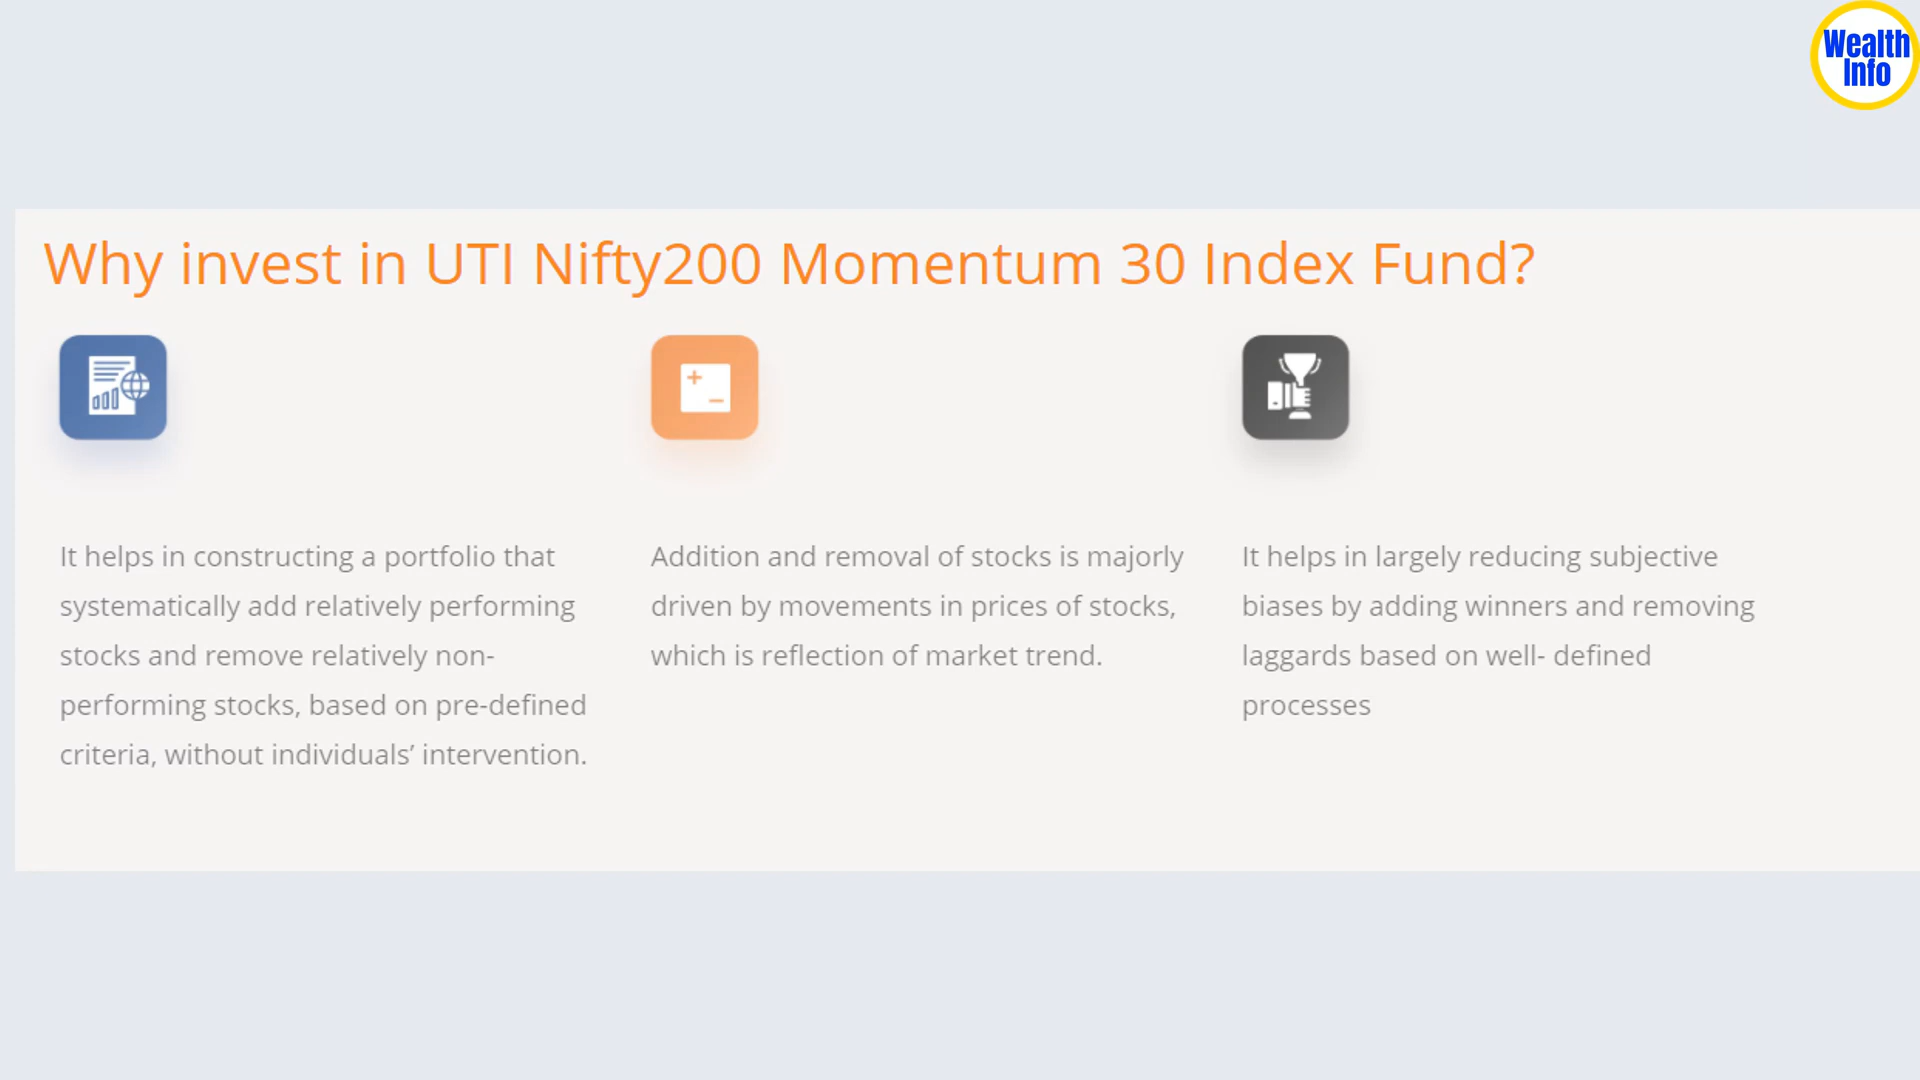 Wealth
Info
Why invest in UTI Nifty200 Momentum 30 Index Fund?
It helps in constructing a portfolio that
systematically add relatively performing
stocks and remove relatively non-
performing stocks, based on pre-defined
criteria, without individuals’ intervention.
Addition and removal of stocks is majorly
driven by movements in prices of stocks,
which is reflection of market trend.
It helps in largely reducing subjective
biases by adding winners and removing
laggards based on well- defined
processes